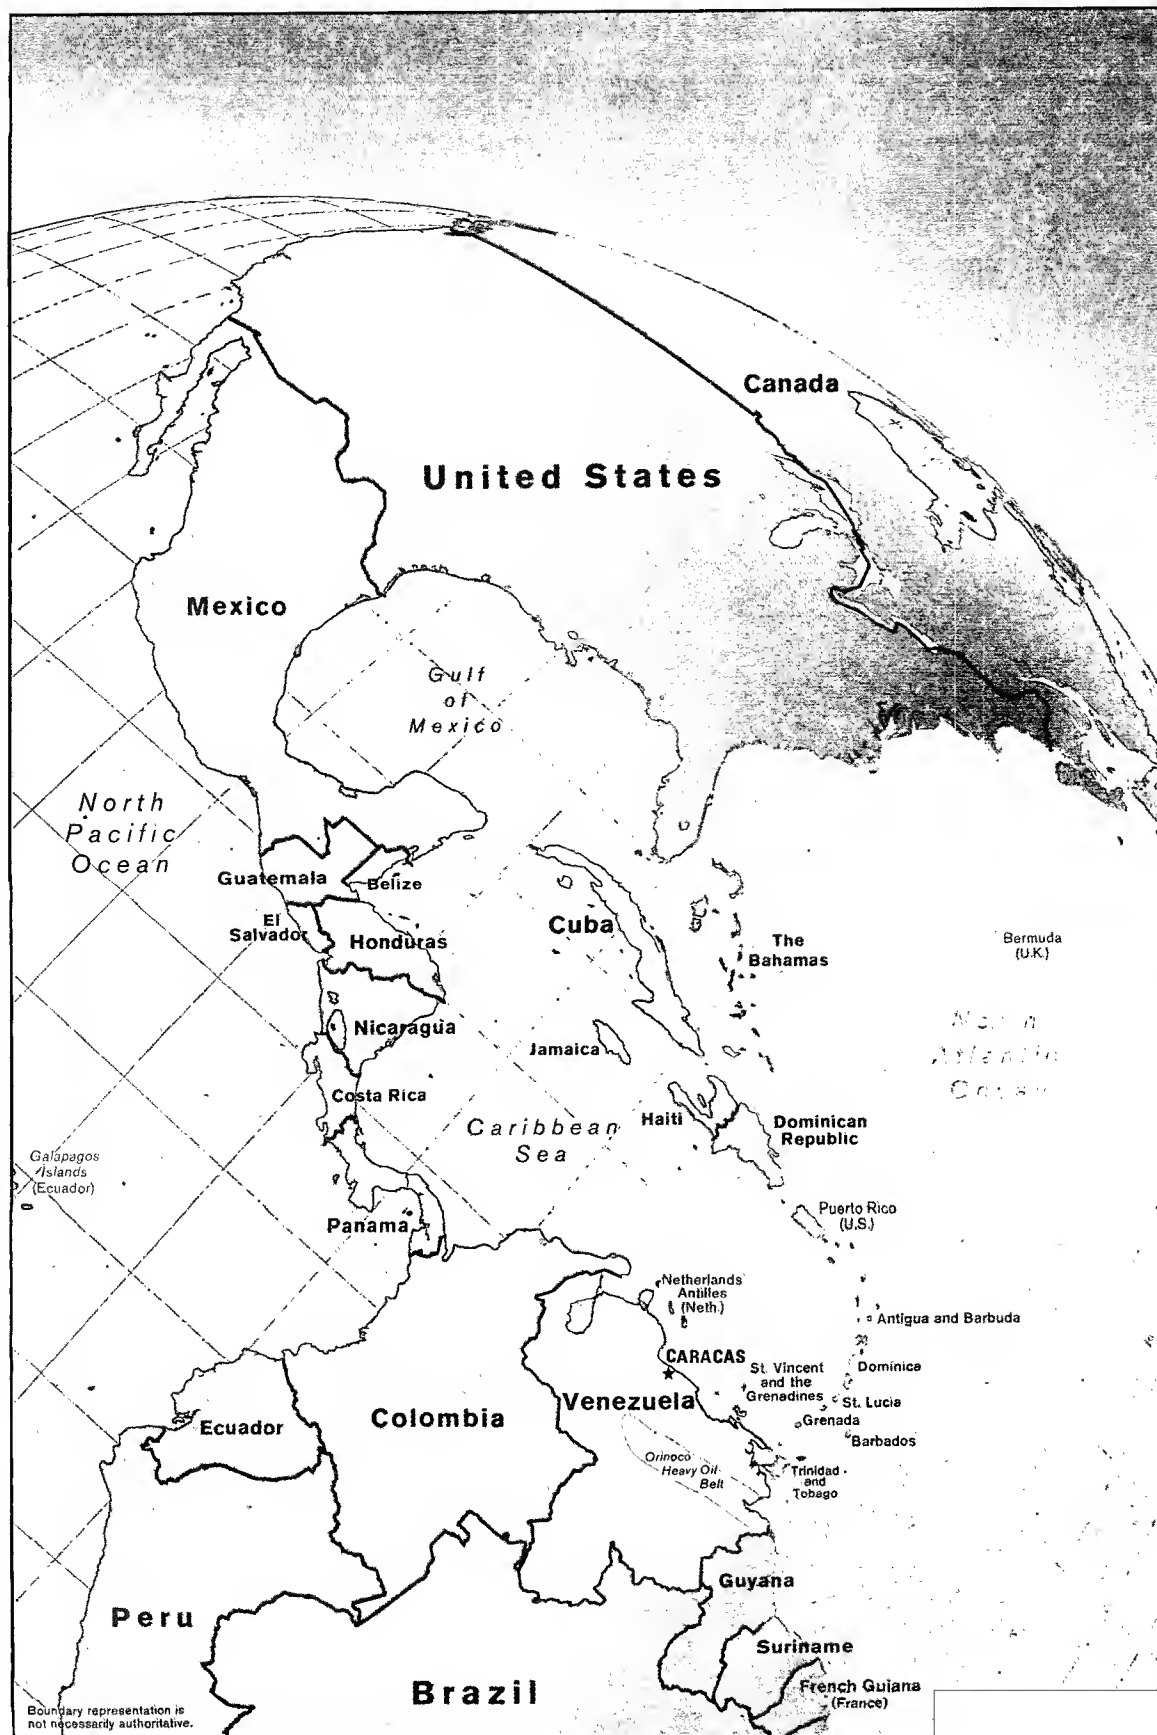 Canada
United States
Mexico
Gulf
of
Mexico
North
Pacific
Ocean
Guatemala
Belize
El
Salvador
Honduras
Cuba
The
Bahamas
Bermuda
(U.K.)
Nicaragua
North
Atlantic
Ocean
Jamaica
Costa Rica
Caribbean
Sea
Haiti
Dominican
Republic
Galapagos
Islands
(Ecuador)
Panama
Puerto Rico
(U.S.)
Netherlands
Antilles
(Neth.)
Antigua and Barbuda
CARACAS
St. Vincent
and the
Grenadines
Dominica
Venezuela
St. Lucia
Grenada
Barbados
Colombia
Ecuador
Orinoco
Heavy Oil
Belt
Trinidad
and
Tobago
Guyana
Peru
Suriname
Brazil
French Guiana
(France)
Boundary representation is
not necessarily authoritative.